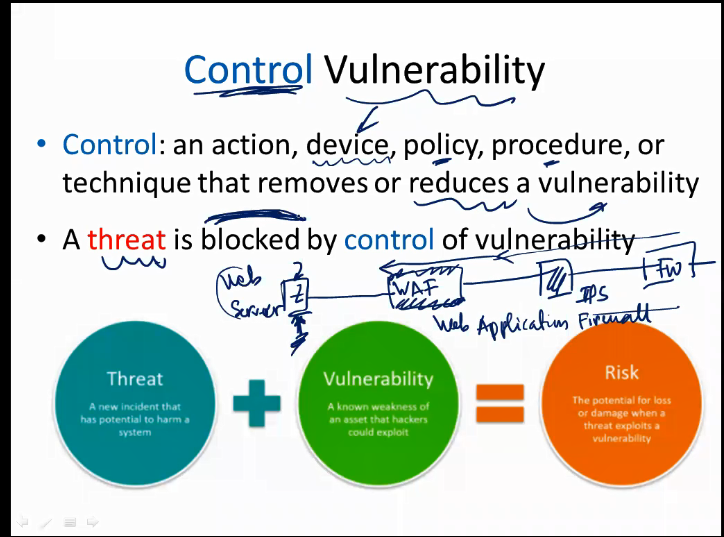 Control Vulnerability
• Control: an action, device, policy, procedure, or
technique that removes or reduces a vulnerability
• A threat is blocked by control of vulnerability
Web
Server
2
WAF
IPS
FW
Web Application Firewall
Threat
A new incident that
has potential to harm a
system
Vulnerability
A known weakness of
an asset that hackers
could exploit
Risk
The potential for loss
or damage when a
threat exploits a
vulnerability